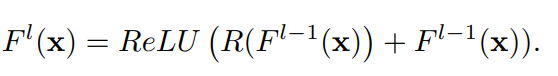 F^l(x) = ReLU (R(F^{l−1}(x)) + F^{l−1}(x)).